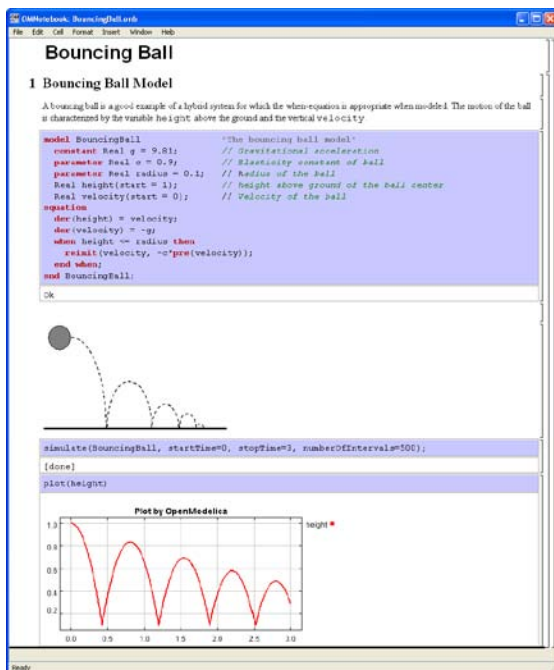 OMNotebook: BouncingBall.onb
File Edit Cell Format Insert Window Help
Bouncing Ball
1 Bouncing Ball Model
A bouncing ball is a good example of a hybrid system for which the when-equation is appropriate when modeled. The motion of the ball
is characterized by the variable height above the ground and the vertical velocity
model BouncingBall "The bouncing ball model"
constant Real g = 9.81; // Gravitational acceleration
parameter Real c = 0.9; // Elasticity constant of ball
parameter Real radius = 0.1; // Radius of the ball
Real height(start = 1); // height above ground of the ball center
Real velocity(start = 0); // Velocity of the ball
equation
der(height) = velocity;
der(velocity) = -g;
when height <= radius then
reinit(velocity, -c*pre(velocity));
end when;
end BouncingBall;
Ok
simulate(BouncingBall, startTime=0, stopTime=3, numberOfIntervals=500);
[done]
plot(height)
Plot by OpenModelica
height
1.0
0.8
0.6
0.4
0.2
0.0 0.5 1.0 1.5 2.0 2.5 3.0
Ready